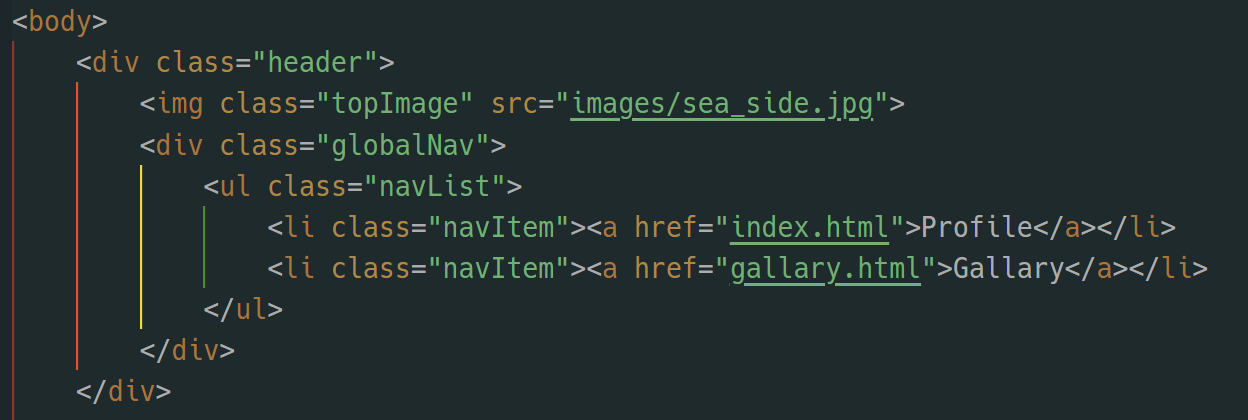 <body>
<div class="header">
<img class="topImage" src="images/sea_side.jpg">
<div class="globalNav">
<ul class="navList">
<li class="navItem"><a href="index.html">Profile</a></li>
<li class="navItem"><a href="gallary.html">Gallary</a></li>
</ul>
</div>
</div>